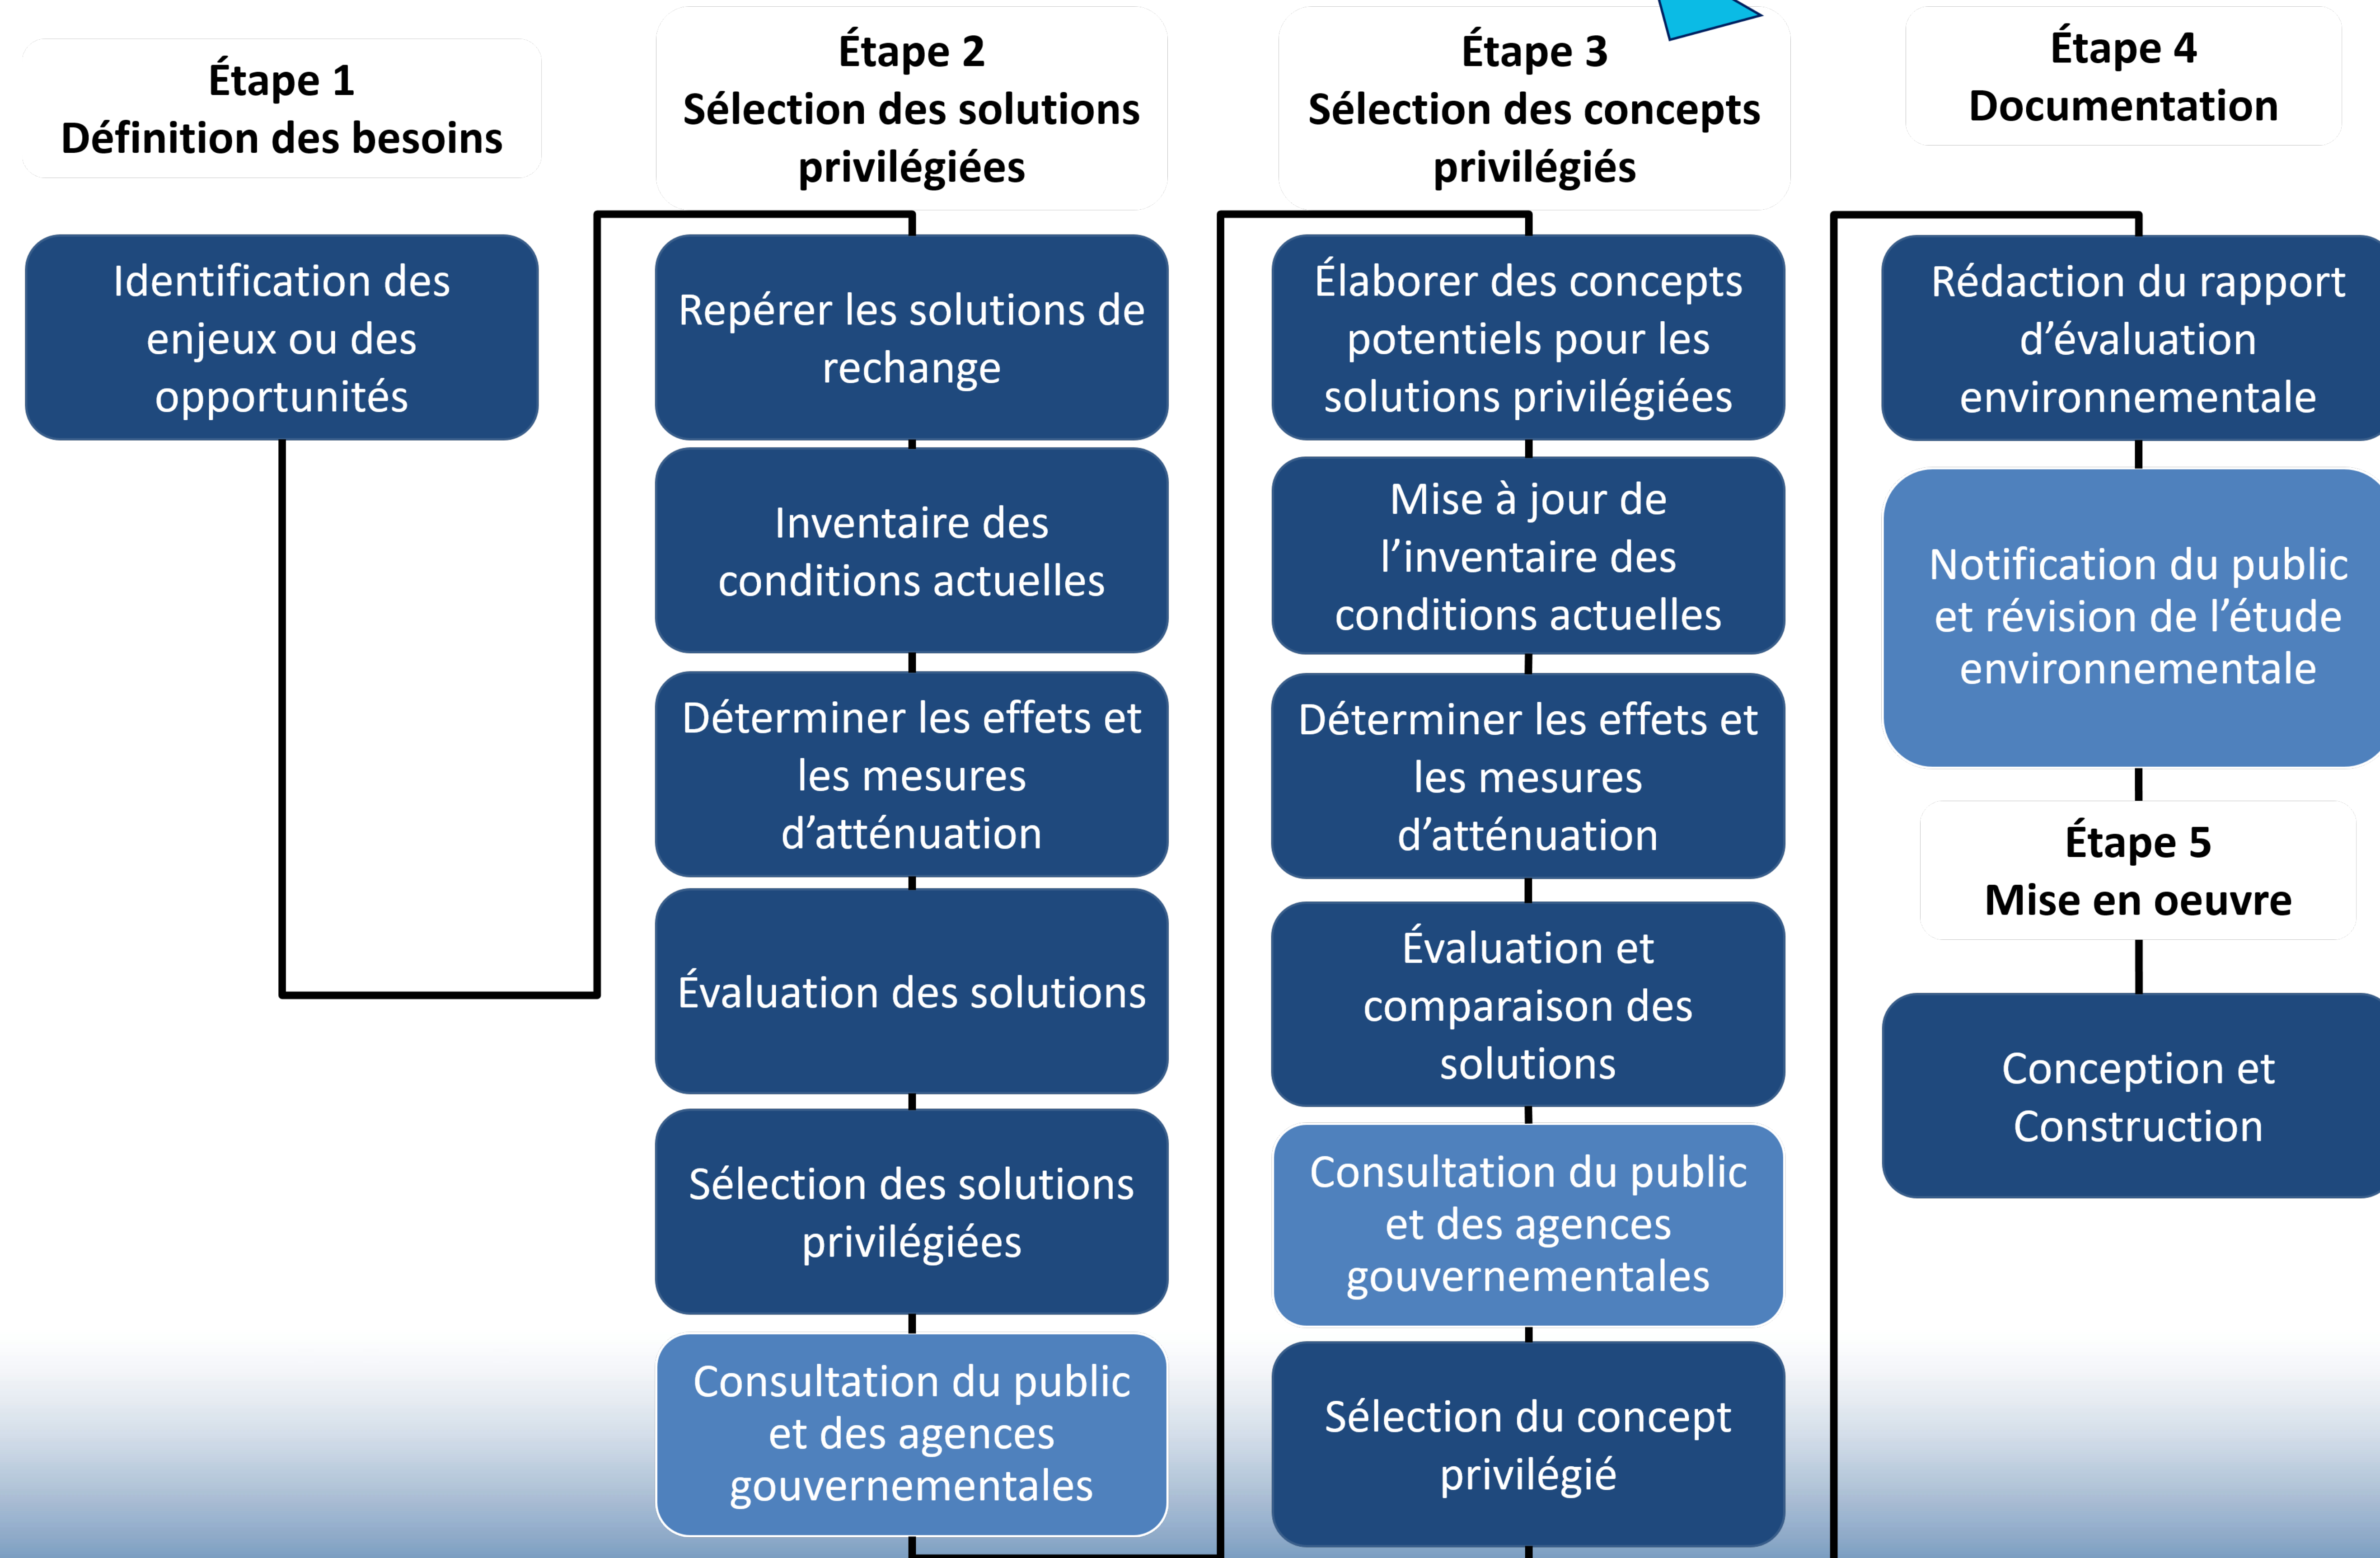 Étape 1
Définition des besoins
Identification des
enjeux ou des
opportunités
Étape 2
Sélection des solutions
privilégiées
Repérer les solutions de
rechange
Inventaire des
conditions actuelles
Déterminer les effets et
les mesures
d’atténuation
Évaluation des solutions
Sélection des solutions
privilégiées
Consultation du public
et des agences
gouvernementales
Étape 3
Sélection des concepts
privilégiés
Élaborer des concepts
potentiels pour les
solutions privilégiées
Mise à jour de
l’inventaire des
conditions actuelles
Déterminer les effets et
les mesures
d’atténuation
Évaluation et
comparaison des
solutions
Consultation du public
et des agences
gouvernementales
Sélection du concept
privilégié
Étape 4
Documentation
Rédaction du rapport
d’évaluation
environnementale
Notification du public
et révision de l’étude
environnementale
Étape 5
Mise en oeuvre
Conception et
Construction